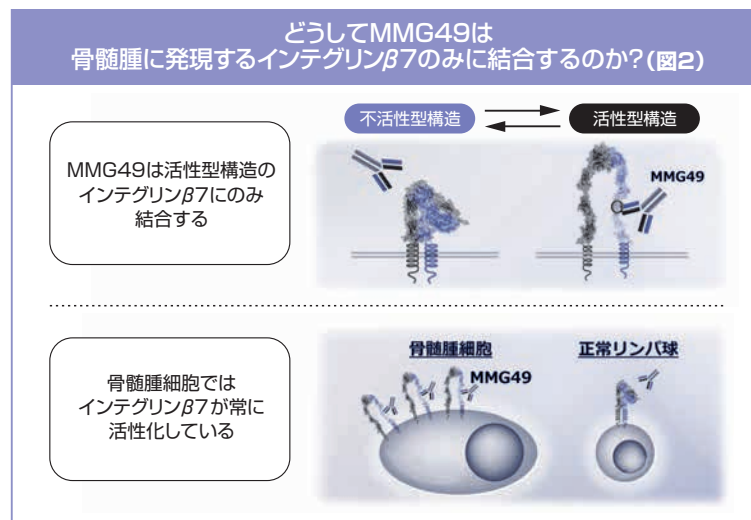 どうしてMMG49は
骨髄腫に発現するインテグリンβ7のみに結合するのか？(図2)
不活性型構造
活性型構造
MMG49は活性型構造の
インテグリンβ7にのみ
結合する
MMG49
骨髄腫細胞
正常リンパ球
MMG49
骨髄腫細胞では
インテグリンβ7が常に
活性化している